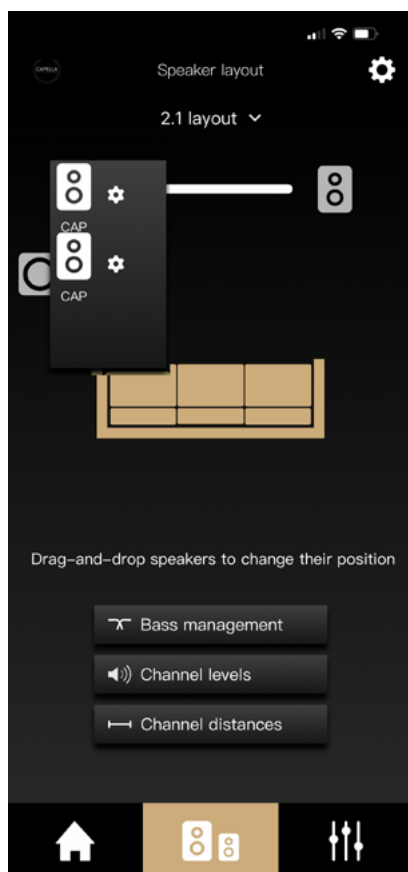 CAPELLA
Speaker layout
2.1 layout
CAP
CAP
Drag-and-drop speakers to change their position
Bass management
Channel levels
Channel distances